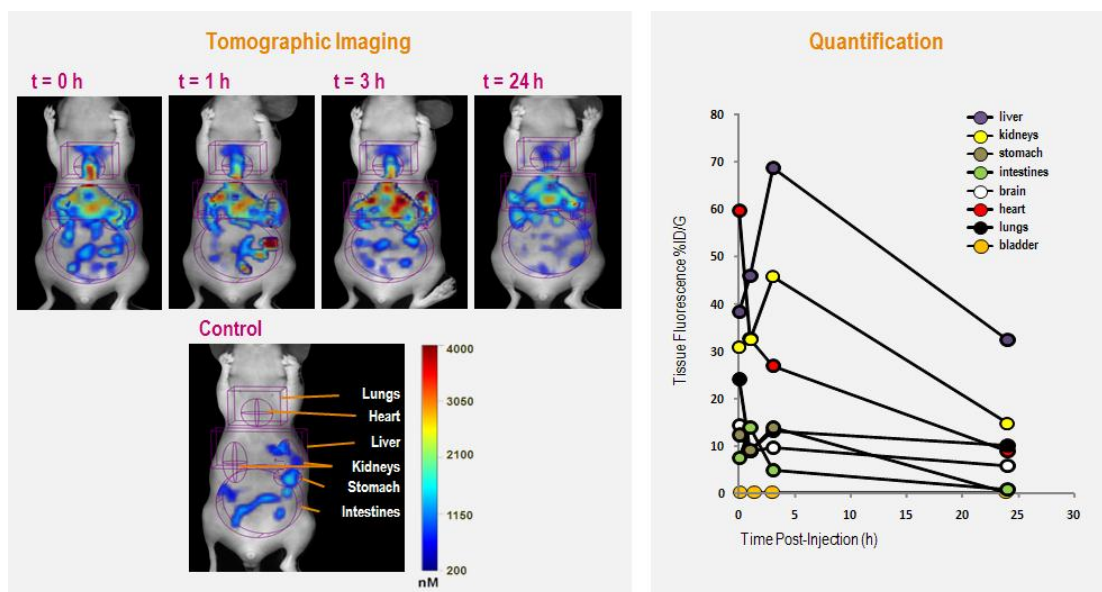 Tomographic Imaging
t = 0 h
t = 1 h
t = 3 h
t = 24 h
Control
Lungs
Heart
Liver
Kidneys
Stomach
Intestines
4000
3050
2100
1150
200
nM
Quantification
Tissue Fluorescence %ID/G
80
70
60
50
40
30
20
10
0
0
5
15
20
25
30
Time Post-Injection (h)
liver
kidneys
stomach
intestines
brain
heart
lungs
bladder